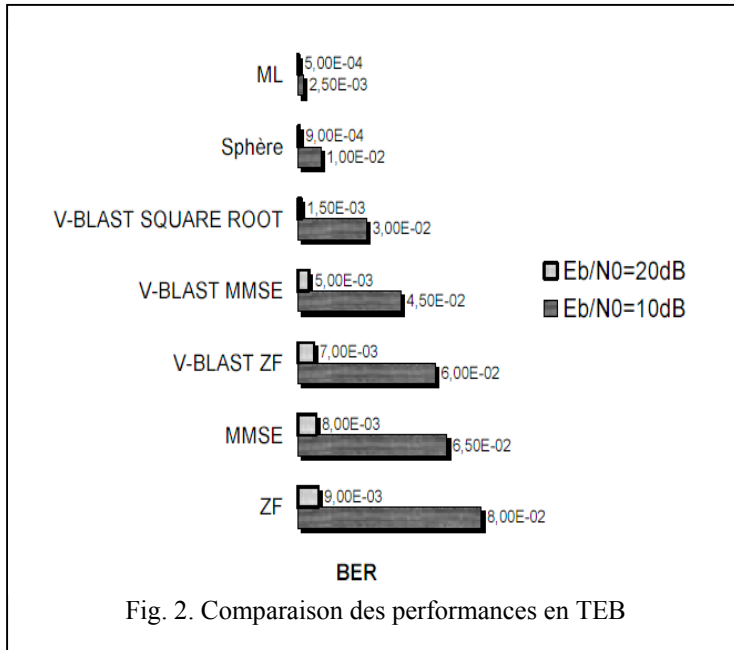 ML
5,00E-04
2,50E-03
Sphère
9,00E-04
1,00E-02
V-BLAST SQUARE ROOT
1,50E-03
3,00E-02
V-BLAST MMSE
5,00E-03
4,50E-02
Eb/N0=20dB
Eb/N0=10dB
V-BLAST ZF
7,00E-03
6,00E-02
MMSE
8,00E-03
6,50E-02
ZF
9,00E-03
8,00E-02
BER
Fig. 2. Comparaison des performances en TEB